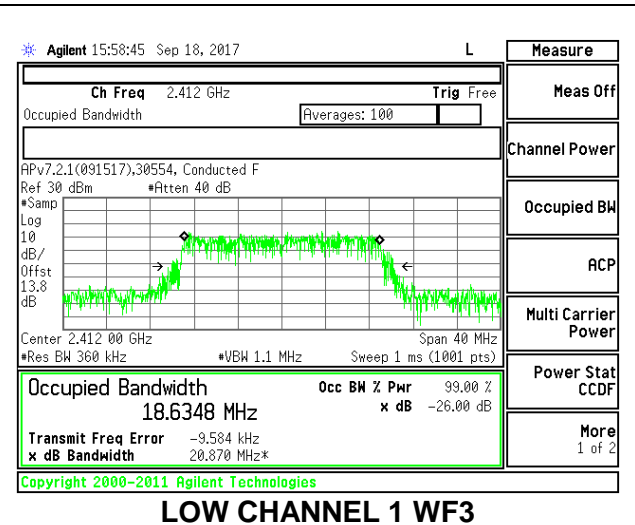 Agilent 15:58:45 Sep 18, 2017 L
Measure
Ch Freq 2.412 GHz Trig Free
Meas Off
Occupied Bandwidth Averages: 100
Channel Power
APv7.2.1(091517),30554, Conducted F
Ref 30 dBm #Atten 40 dB
#Samp
Log
10
dB/
Offst
13.8
dB
Occupied BW
ACP
Multi Carrier
Power
Center 2.412 00 GHz Span 40 MHz
#Res BW 360 kHz #VBW 1.1 MHz Sweep 1 ms (1001 pts)
Power Stat
CCDF
Occupied Bandwidth Occ BW % Pwr 99.00 %
18.6348 MHz x dB -26.00 dB
Transmit Freq Error -9.584 kHz
x dB Bandwidth 20.870 MHz*
More
1 of 2
Copyright 2000-2011 Agilent Technologies
LOW CHANNEL 1 WF3